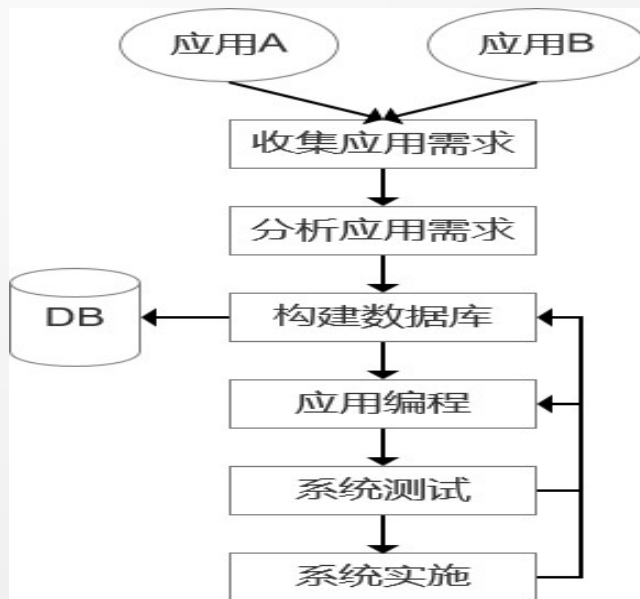 应用A
应用B
收集应用需求
分析应用需求
DB
构建数据库
应用编程
系统测试
系统实施